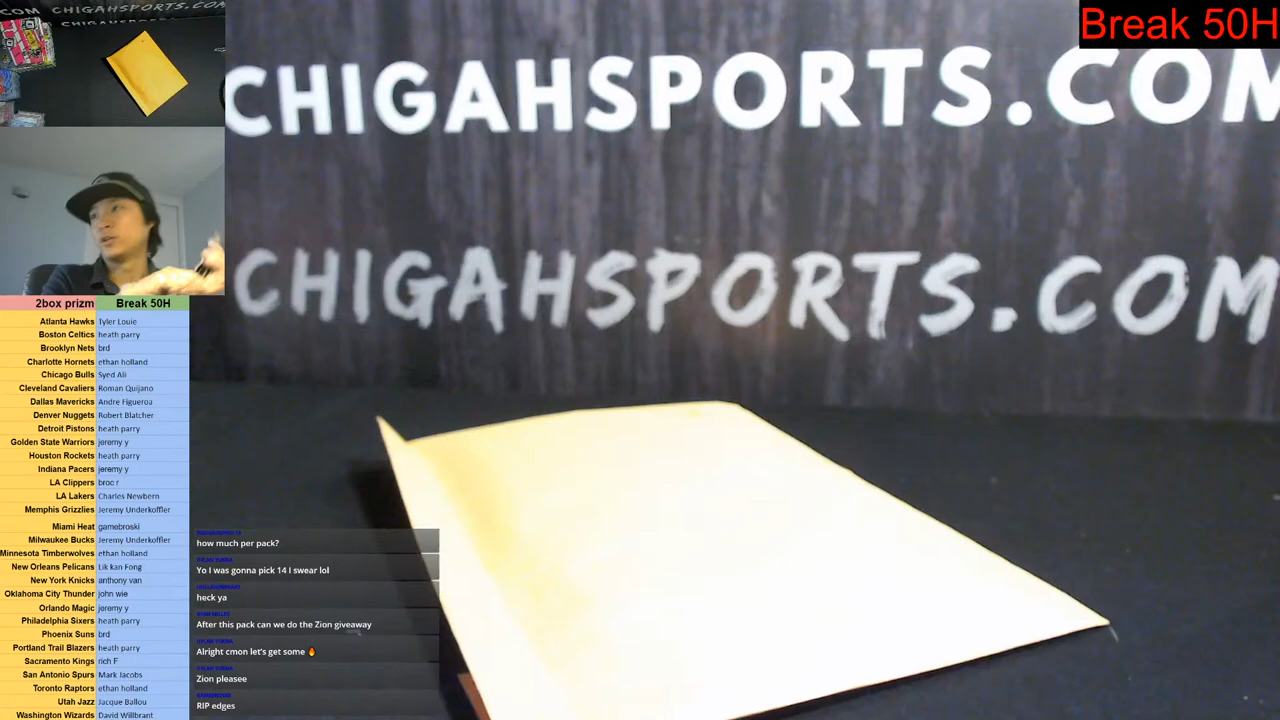 COM CHIGAHSPORTS.COM
Break 50H
CHIGAHSPORTS.COM
CHIGAHSPORTS.COM
2box prizm Break 50H
Atlanta Hawks Tyler Louie
Boston Celtics heath parry
Brooklyn Nets brd
Charlotte Hornets ethan holland
Chicago Bulls Syed Ali
Cleveland Cavaliers Roman Quijano
Dallas Mavericks Andre Figueroa
Denver Nuggets Robert Blatcher
Detroit Pistons heath parry
Golden State Warriors jeremy y
Houston Rockets heath parry
Indiana Pacers jeremy y
LA Clippers broc r
LA Lakers Charles Newbern
Memphis Grizzlies Jeremy Underkoffler
Miami Heat gamebroski
Milwaukee Bucks Jeremy Underkoffler
Minnesota Timberwolves ethan holland
New Orleans Pelicans Lik kan Fong
New York Knicks anthony van
Oklahoma City Thunder john wie
Orlando Magic jeremy y
Philadelphia Sixers heath parry
Phoenix Suns brd
Portland Trail Blazers heath parry
Sacramento Kings rich F
San Antonio Spurs Mark Jacobs
Toronto Raptors ethan holland
Utah Jazz Jacque Ballou
Washington Wizards David Willbrant
how much per pack?
Yo I was gonna pick 14 I swear lol
heck ya
After this pack can we do the Zion giveaway
Alright cmon let's get some 🔥
Zion pleasee
RIP edges